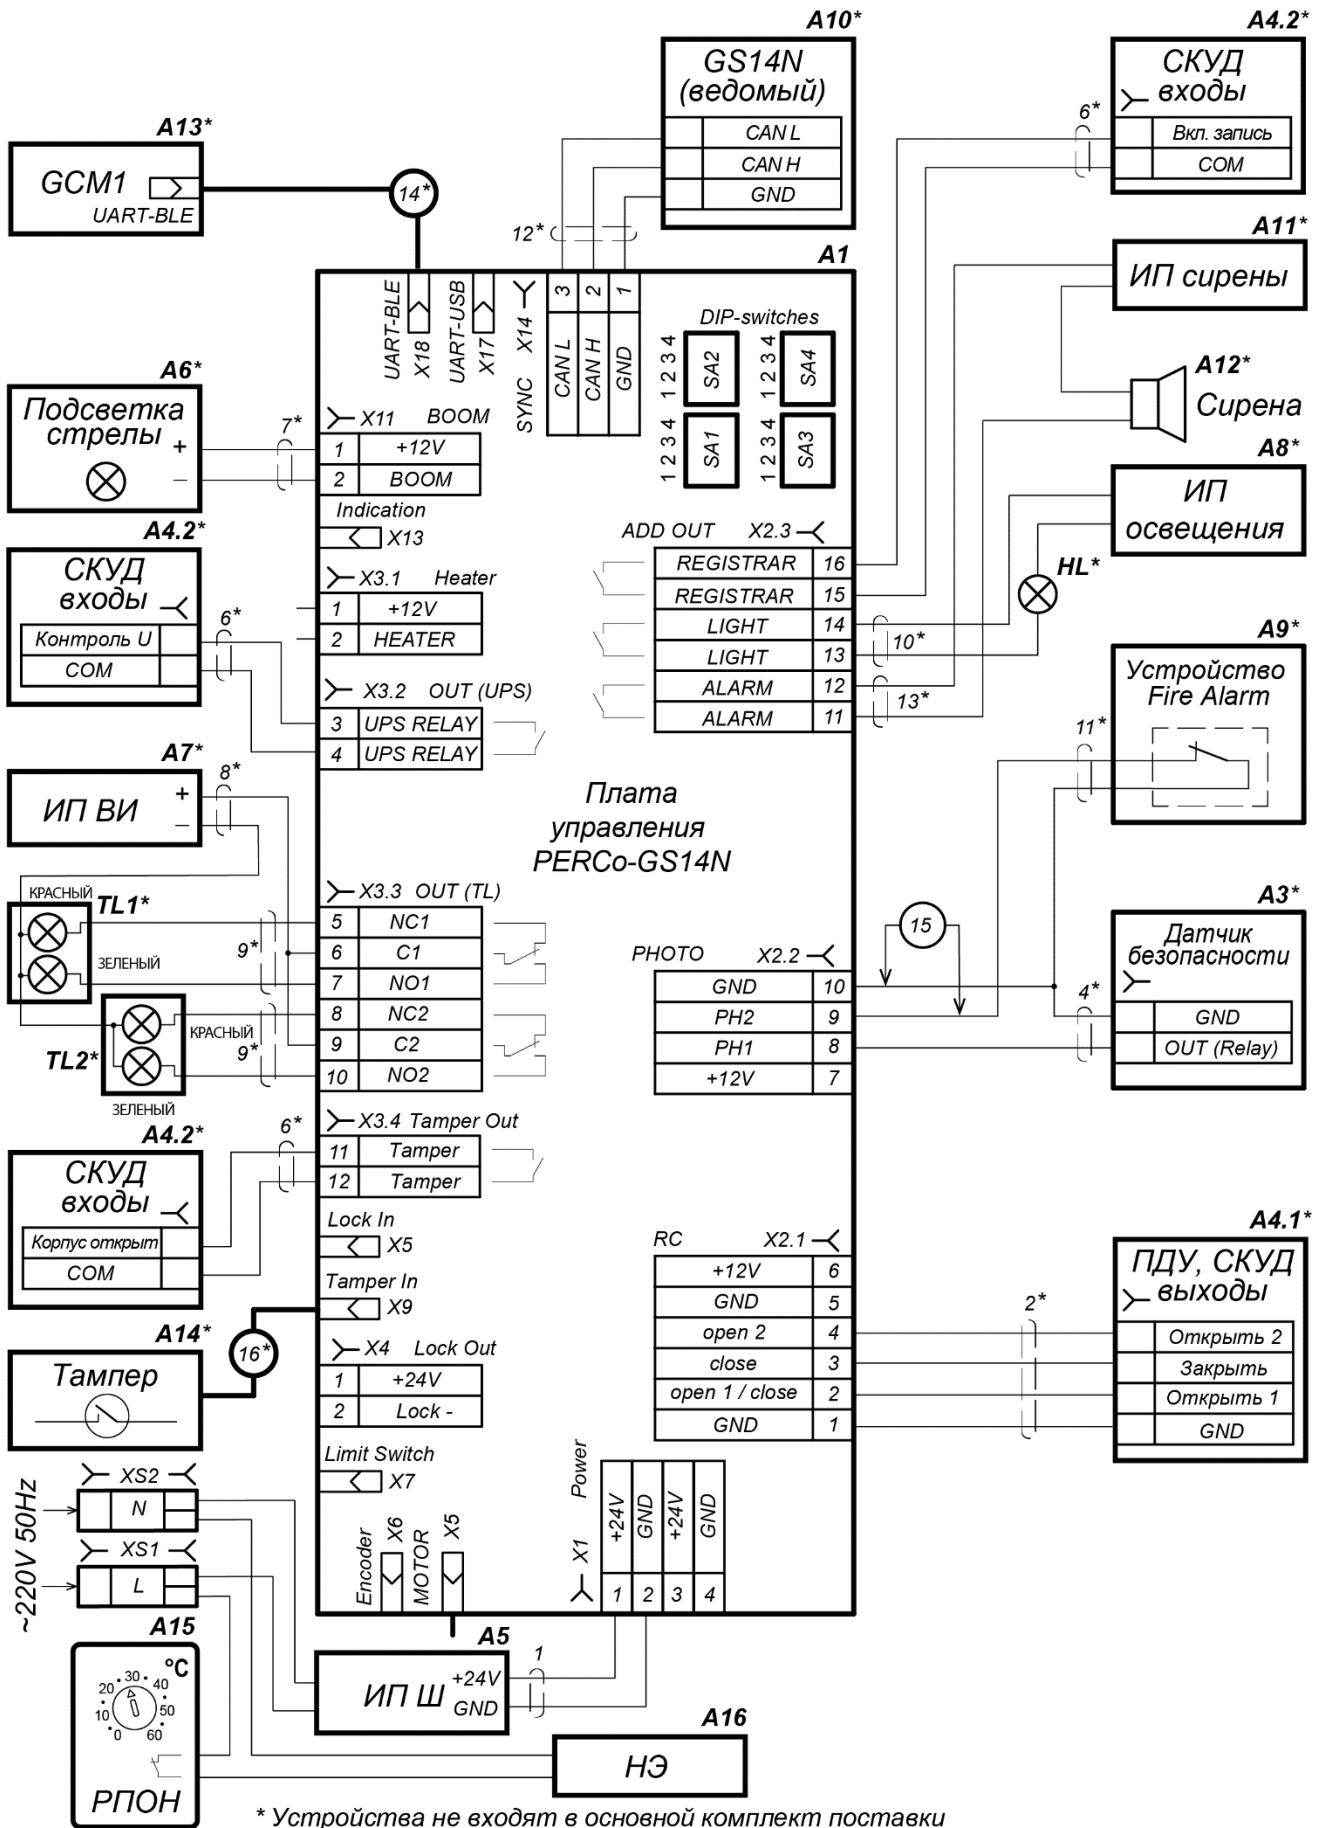 A10*
GS14N
(ведомый)
CAN L
CAN H
GND
A4.2*
СКУД
входы
Вкл. запись
COM
6*
A13*
GCM1
UART-BLE
14*
12*
A11*
ИП сирены
A1
UART-BLE
X18
UART-USB
X17
SYNC
X14
3
2
1
CAN L
CAN H
GND
DIP-switches
1 2 3 4
SA2
1 2 3 4
SA4
1 2 3 4
SA1
1 2 3 4
SA3
A12*
Сирена
A6*
Подсветка
стрелы
+
–
7*
X11 BOOM
1 +12V
2 BOOM
Indication
X13
A8*
ИП
освещения
HL*
ADD OUT X2.3
REGISTRAR 16
REGISTRAR 15
LIGHT 14
LIGHT 13
ALARM 12
ALARM 11
10*
13*
A4.2*
СКУД
входы
Контроль U
COM
6*
X3.1 Heater
1 +12V
2 HEATER
X3.2 OUT (UPS)
3 UPS RELAY
4 UPS RELAY
A9*
Устройство
Fire Alarm
11*
A7*
ИП ВИ
+
–
8*
Плата
управления
PERCo-GS14N
КРАСНЫЙ
TL1*
ЗЕЛЕНЫЙ
9*
X3.3 OUT (TL)
5 NC1
6 C1
7 NO1
8 NC2
9 C2
10 NO2
КРАСНЫЙ
TL2*
9*
ЗЕЛЕНЫЙ
15
PHOTO X2.2
GND 10
PH2 9
PH1 8
+12V 7
A3*
Датчик
безопасности
GND
OUT (Relay)
4*
A4.2*
СКУД
входы
Корпус открыт
COM
6*
X3.4 Tamper Out
11 Tamper
12 Tamper
Lock In
X5
Tamper In
X9
A14*
Тампер
16*
X4 Lock Out
1 +24V
2 Lock -
Limit Switch
X7
RC X2.1
+12V 6
GND 5
open 2 4
close 3
open 1 / close 2
GND 1
2*
A4.1*
ПДУ, СКУД
выходы
Открыть 2
Закрыть
Открыть 1
GND
~220V 50Hz
XS2
N
XS1
L
Encoder
X6
MOTOR
X5
Power
X1
+24V
GND
+24V
GND
1
2
3
4
A15
°C
0
10
20
30
40
50
60
РПОН
A5
ИП Ш
+24V
GND
1
A16
НЭ
* Устройства не входят в основной комплект поставки